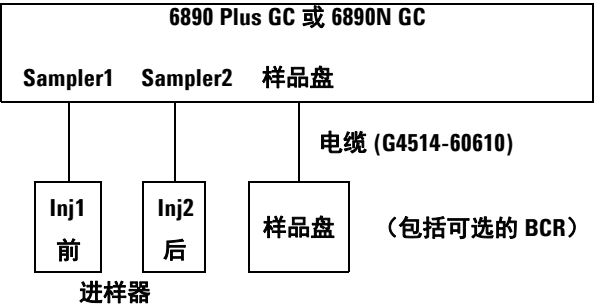 6890 Plus GC 或 6890N GC
Sampler1 Sampler2 样品盘
电缆 (G4514-60610)
Inj1 Inj2
前 后
样品盘 （包括可选的 BCR）
进样器